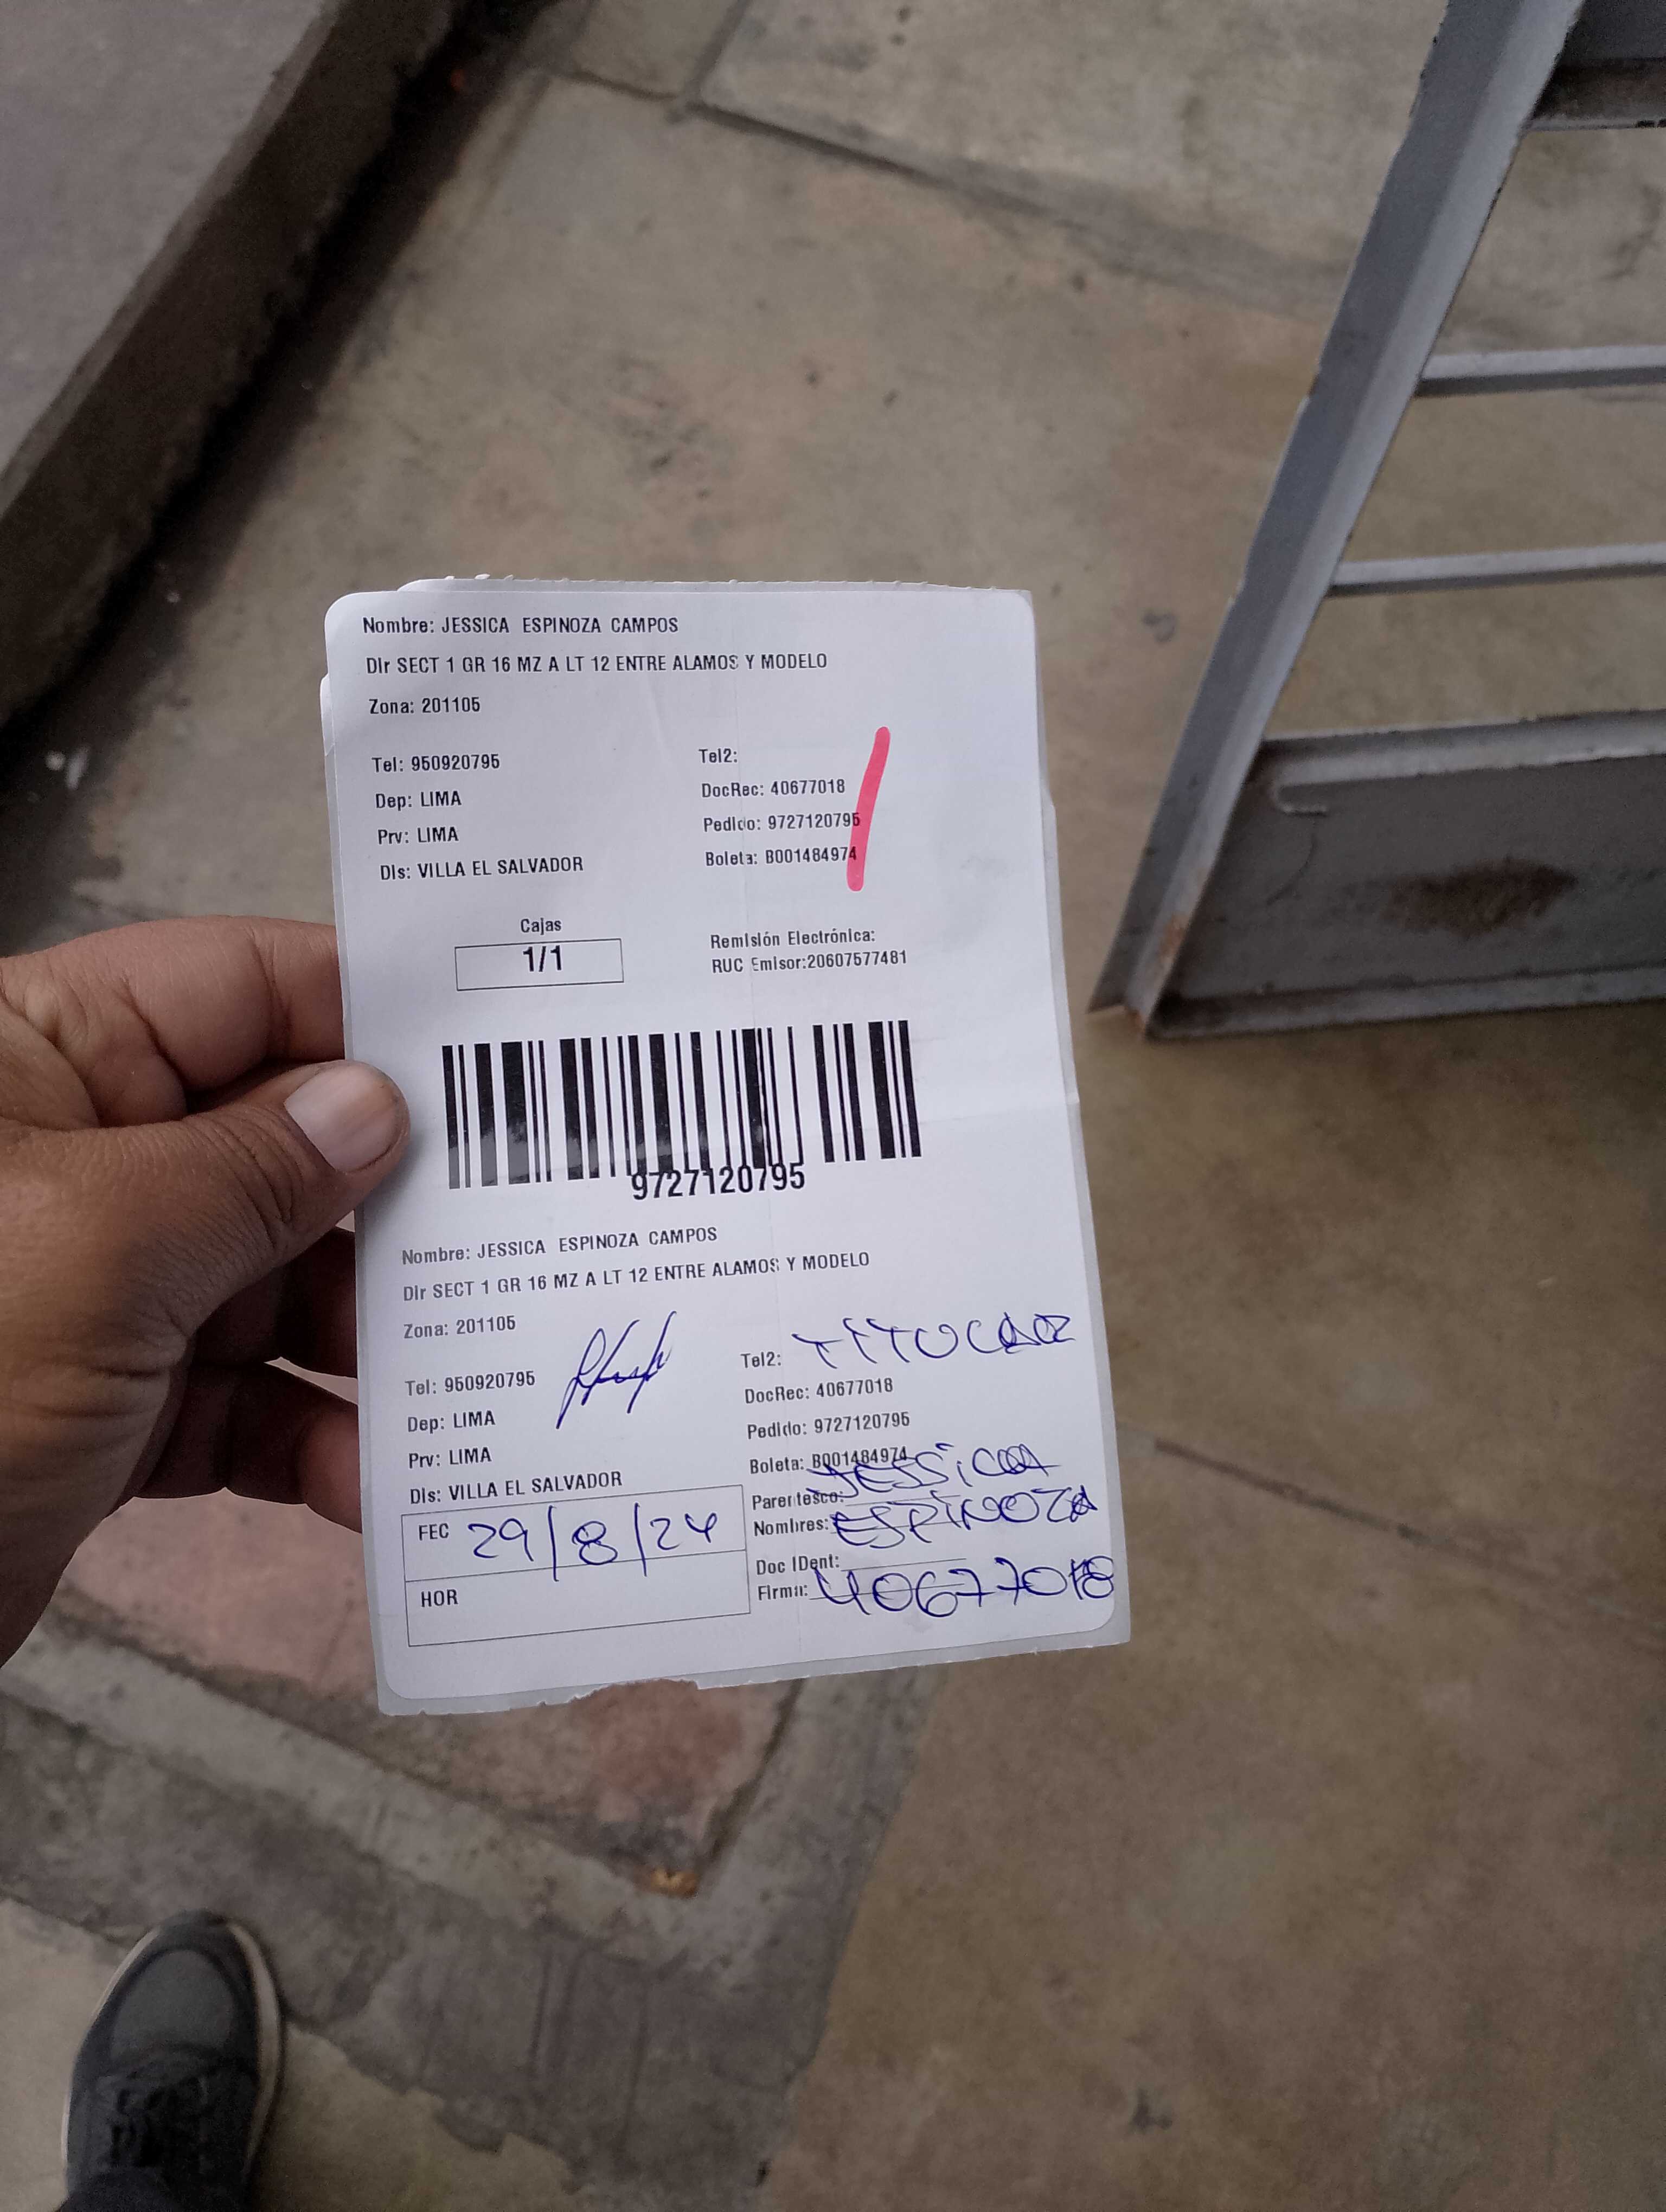 Nombre: JESSICA ESPINOZA CAMPOS
Dir SECT 1 GR 16 MZ A LT 12 ENTRE ALAMOS Y MODELO
Zona: 201105
Tel: 950920795
Tel2:
DocRec: 40677018
Dep: LIMA
Pedido: 9727120795
Prv: LIMA
Boleta: B001484974
Dis: VILLA EL SALVADOR
Cajas
1/1
Remisión Electrónica:
RUC Emisor:20607577481
9727120795
Nombre: JESSICA ESPINOZA CAMPOS
Dir SECT 1 GR 16 MZ A LT 12 ENTRE ALAMOS Y MODELO
Zona: 201105
Tel: 950920795
Tel2:
DocRec: 40677018
Dep: LIMA
Pedido: 9727120795
Prv: LIMA
Boleta: B001484974
Dis: VILLA EL SALVADOR
Parentesco: JESSICA
Nombres: ESPINOZA
FEC 29/8/24
Doc IDent:
Firma: 40677018
HOR